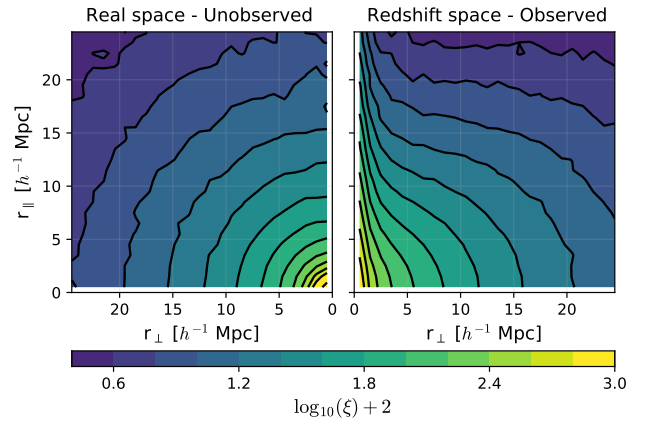 Real space - Unobserved
Redshift space - Observed
r∥ [h⁻¹ Mpc]
20
15
10
5
0
20 15 10 5 0
0 5 10 15 20
r⊥ [h⁻¹ Mpc]
r⊥ [h⁻¹ Mpc]
0.6 1.2 1.8 2.4 3.0
log₁₀(ξ) + 2